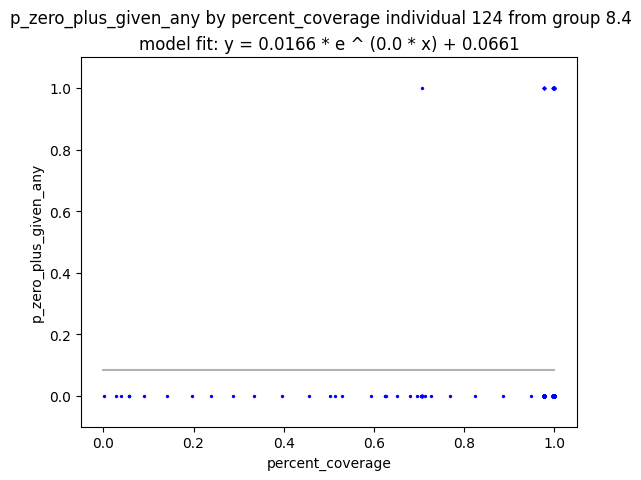 p_zero_plus_given_any by percent_coverage individual 124 from group 8.4
model fit: y = 0.0166 * e ^ (0.0 * x) + 0.0661
1.0
0.8
0.6
0.4
0.2
0.0
p_zero_plus_given_any
0.0 0.2 0.4 0.6 0.8 1.0
percent_coverage